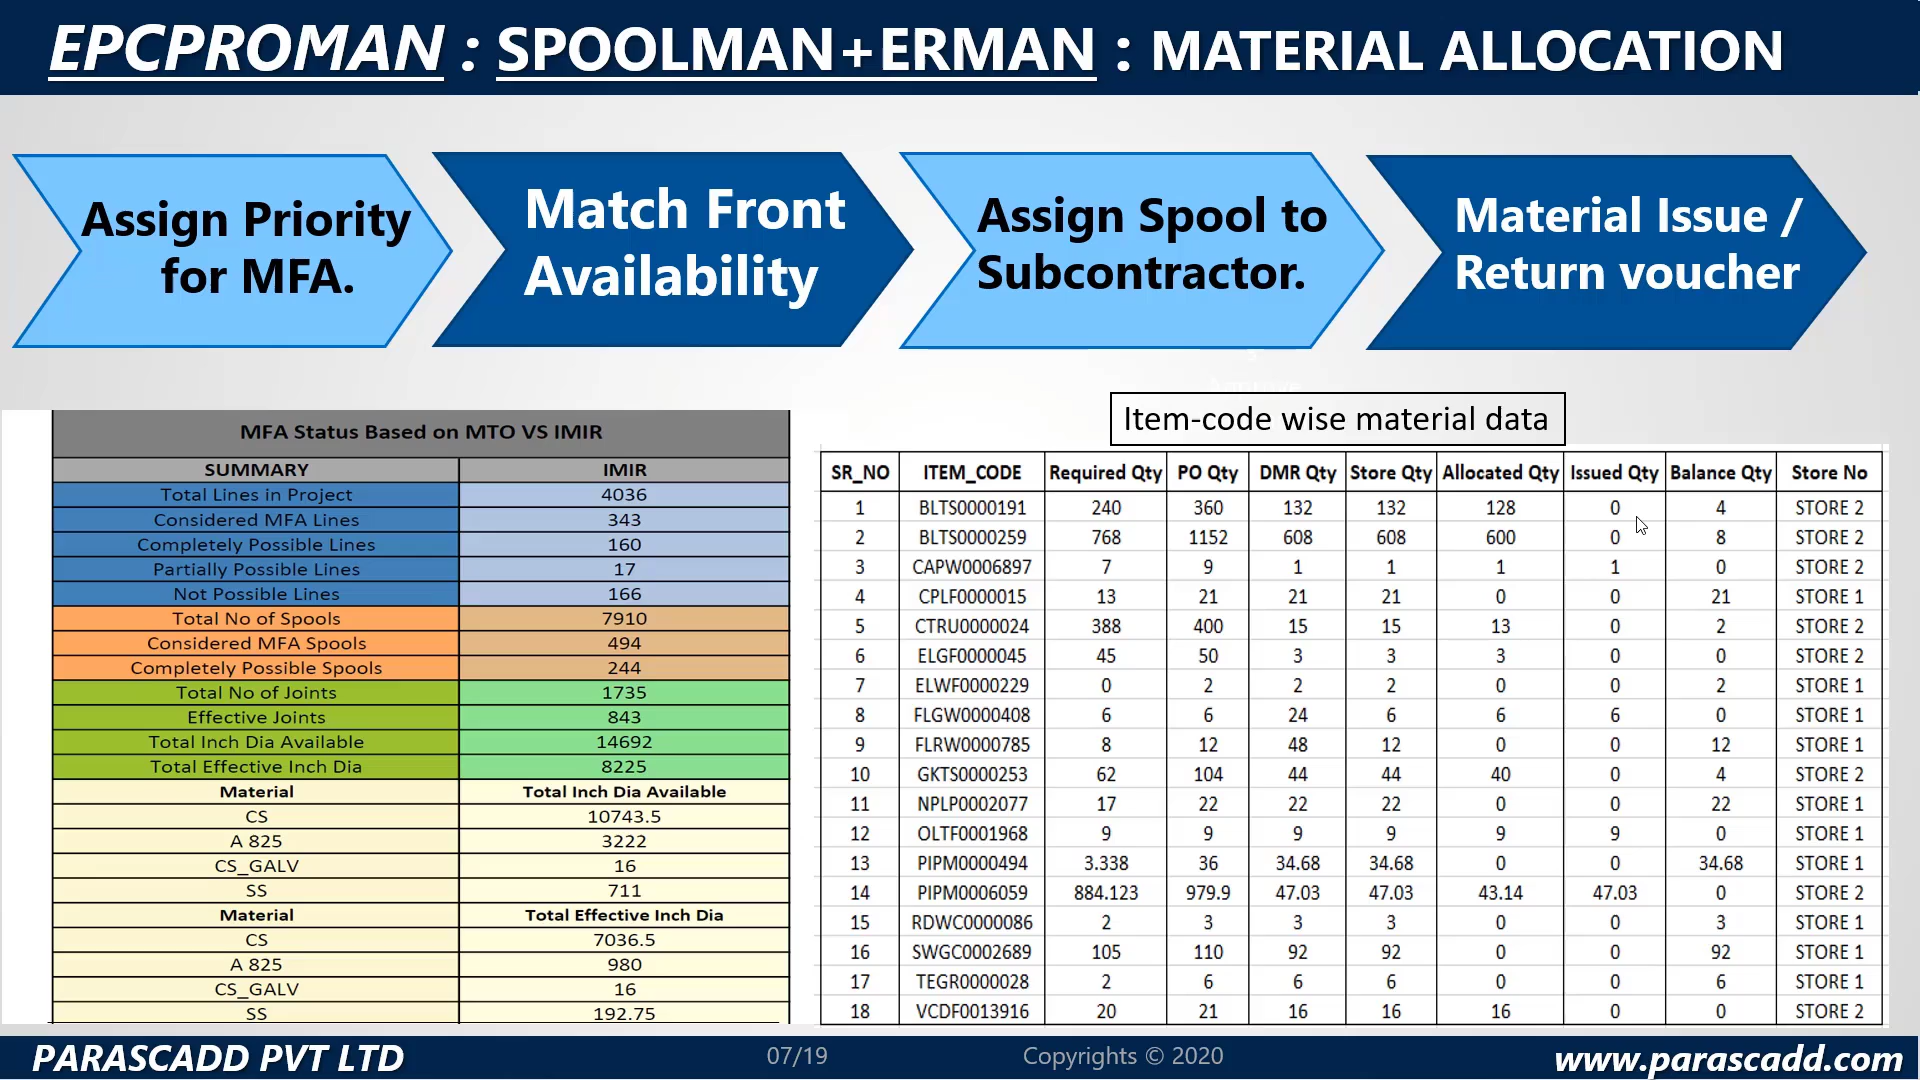 EPCPROMAN : SPOOLMAN+ERMAN : MATERIAL ALLOCATION
Assign Priority
for MFA.
Match Front
Availability
Assign Spool to
Subcontractor.
Material Issue /
Return voucher
MFA Status Based on MTO VS IMIR
SUMMARY IMIR
Total Lines in Project 4036
Considered MFA Lines 343
Completely Possible Lines 160
Partially Possible Lines 17
Not Possible Lines 166
Total No of Spools 7910
Considered MFA Spools 494
Completely Possible Spools 244
Total No of Joints 1735
Effective Joints 843
Total Inch Dia Available 14692
Total Effective Inch Dia 8225
Material Total Inch Dia Available
CS 10743.5
A 825 3222
CS_GALV 16
SS 711
Material Total Effective Inch Dia
CS 7036.5
A 825 980
CS_GALV 16
SS 192.75
Item-code wise material data
SR_NO ITEM_CODE Required Qty PO Qty DMR Qty Store Qty Allocated Qty Issued Qty Balance Qty Store No
1 BLTS0000191 240 360 132 132 128 0 4 STORE 2
2 BLTS0000259 768 1152 608 608 600 0 8 STORE 2
3 CAPW0006897 7 9 1 1 1 1 0 STORE 2
4 CPLF0000015 13 21 21 21 0 0 21 STORE 1
5 CTRU0000024 388 400 15 15 13 0 2 STORE 2
6 ELGF0000045 45 50 3 3 3 0 0 STORE 2
7 ELWF0000229 0 2 2 2 0 0 2 STORE 1
8 FLGW0000408 6 6 24 6 6 6 0 STORE 1
9 FLRW0000785 8 12 48 12 0 0 12 STORE 1
10 GKTS0000253 62 104 44 44 40 0 4 STORE 2
11 NPLP0002077 17 22 22 22 0 0 22 STORE 1
12 OLTF0001968 9 9 9 9 9 9 0 STORE 1
13 PIPM0000494 3.338 36 34.68 34.68 0 0 34.68 STORE 1
14 PIPM0006059 884.123 979.9 47.03 47.03 43.14 47.03 0 STORE 2
15 RDWC0000086 2 3 3 3 0 0 3 STORE 1
16 SWGC0002689 105 110 92 92 0 0 92 STORE 1
17 TEGR0000028 2 6 6 6 0 0 6 STORE 1
18 VCDF0013916 20 21 16 16 16 0 0 STORE 2
PARASCADD PVT LTD 07/19 Copyrights © 2020 www.parascadd.com